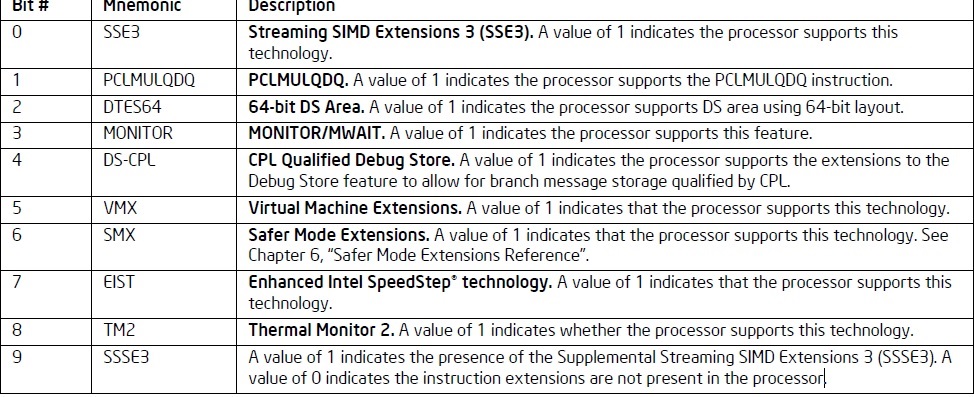 Bit # Mnemonic Description
0 SSE3 Streaming SIMD Extensions 3 (SSE3). A value of 1 indicates the processor supports this
technology.
1 PCLMULQDQ PCLMULQDQ. A value of 1 indicates the processor supports the PCLMULQDQ instruction.
2 DTES64 64-bit DS Area. A value of 1 indicates the processor supports DS area using 64-bit layout.
3 MONITOR MONITOR/MWAIT. A value of 1 indicates the processor supports this feature.
4 DS-CPL CPL Qualified Debug Store. A value of 1 indicates the processor supports the extensions to the
Debug Store feature to allow for branch message storage qualified by CPL.
5 VMX Virtual Machine Extensions. A value of 1 indicates that the processor supports this technology.
6 SMX Safer Mode Extensions. A value of 1 indicates that the processor supports this technology. See
Chapter 6, “Safer Mode Extensions Reference”.
7 EIST Enhanced Intel SpeedStep® technology. A value of 1 indicates that the processor supports this
technology.
8 TM2 Thermal Monitor 2. A value of 1 indicates whether the processor supports this technology.
9 SSSE3 A value of 1 indicates the presence of the Supplemental Streaming SIMD Extensions 3 (SSSE3). A
value of 0 indicates the instruction extensions are not present in the processor.